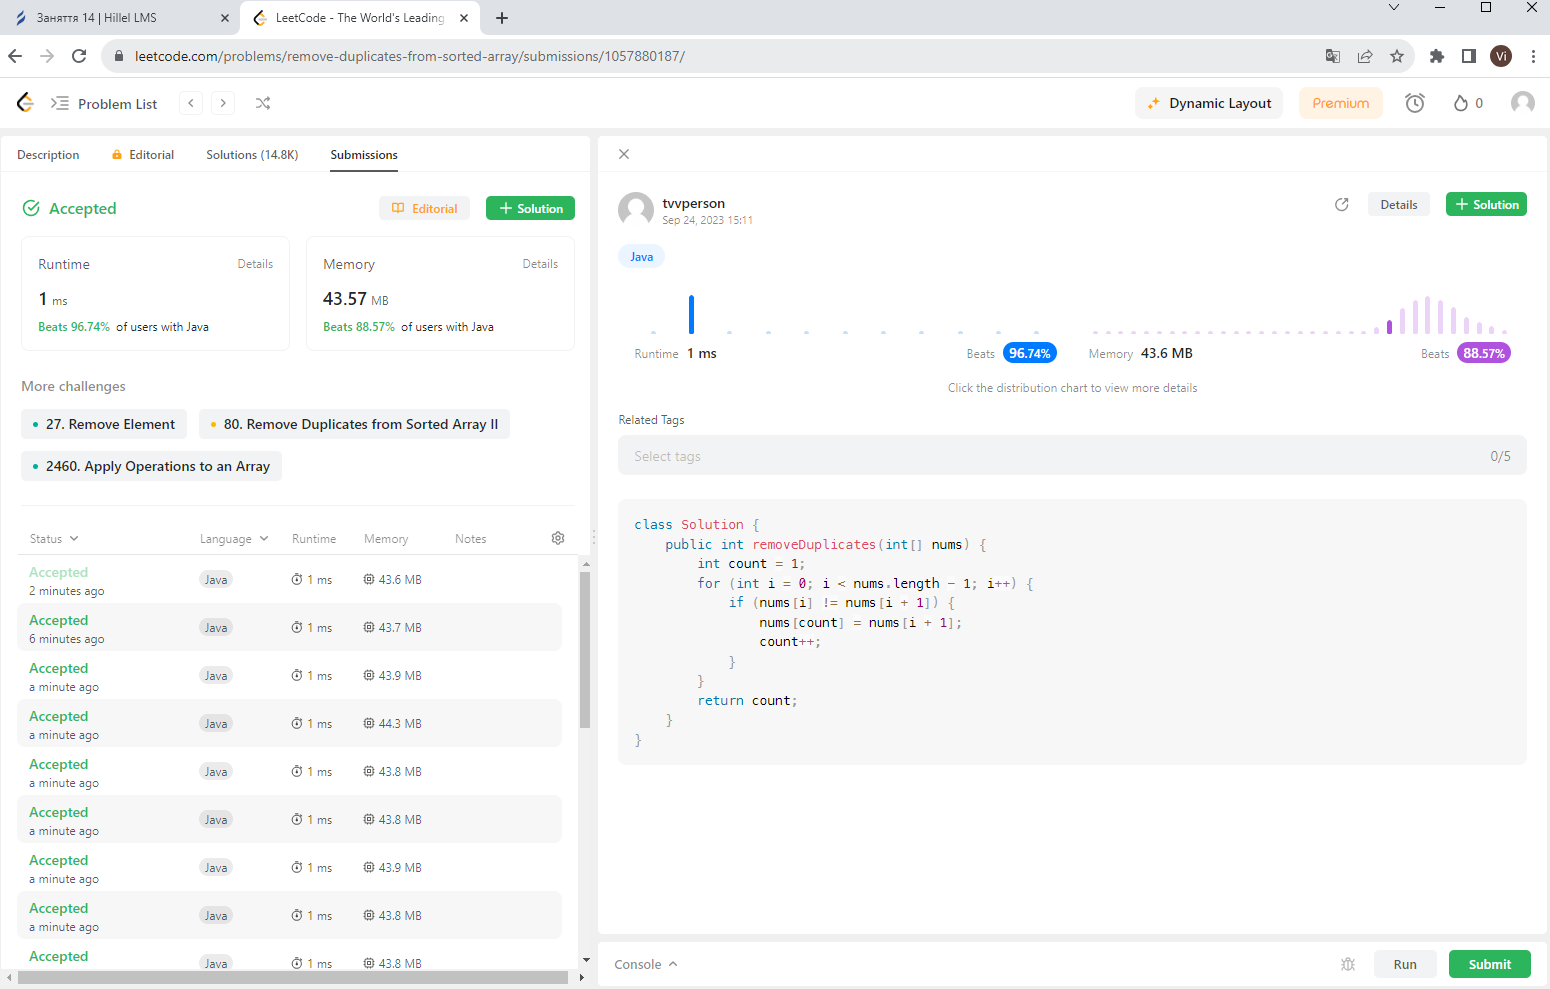 Заняття 14 | Hillel LMS
LeetCode - The World's Leading
leetcode.com/problems/remove-duplicates-from-sorted-array/submissions/1057880187/
Vi
Problem List
Dynamic Layout
Premium
0
Description
Editorial
Solutions (14.8K)
Submissions
Accepted
Editorial
+ Solution
Runtime
Details
1 ms
Beats 96.74% of users with Java
Memory
Details
43.57 MB
Beats 88.57% of users with Java
More challenges
27. Remove Element
80. Remove Duplicates from Sorted Array II
2460. Apply Operations to an Array
Status Language Runtime Memory Notes
Accepted
2 minutes ago
Java 1 ms 43.6 MB
Accepted
6 minutes ago
Java 1 ms 43.7 MB
Accepted
a minute ago
Java 1 ms 43.9 MB
Accepted
a minute ago
Java 1 ms 44.3 MB
Accepted
a minute ago
Java 1 ms 43.8 MB
Accepted
a minute ago
Java 1 ms 43.8 MB
Accepted
a minute ago
Java 1 ms 43.9 MB
Accepted
a minute ago
Java 1 ms 43.8 MB
Accepted
Java 1 ms 43.8 MB
tvvperson
Sep 24, 2023 15:11
Details
+ Solution
Java
Runtime 1 ms
Beats 96.74%
Memory 43.6 MB
Beats 88.57%
Click the distribution chart to view more details
Related Tags
Select tags
0/5
class Solution {
    public int removeDuplicates(int[] nums) {
        int count = 1;
        for (int i = 0; i < nums.length - 1; i++) {
            if (nums[i] != nums[i + 1]) {
                nums[count] = nums[i + 1];
                count++;
            }
        }
        return count;
    }
}
Console
Run
Submit